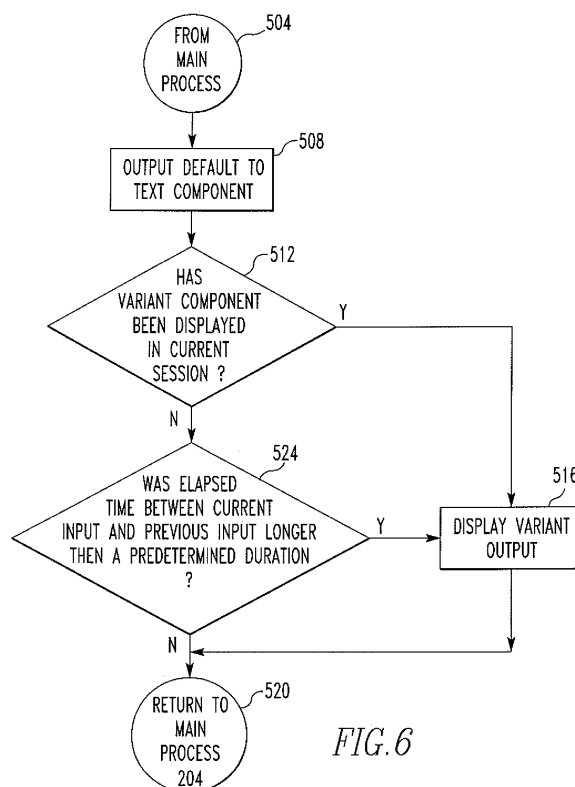 504
FROM
MAIN
PROCESS
508
OUTPUT DEFAULT TO
TEXT COMPONENT
512
HAS
VARIANT COMPONENT
BEEN DISPLAYED
IN CURRENT
SESSION ?
Y
N
524
WAS ELAPSED
TIME BETWEEN CURRENT
INPUT AND PREVIOUS INPUT LONGER
THEN A PREDETERMINED DURATION
?
Y
516
DISPLAY VARIANT
OUTPUT
N
520
RETURN TO
MAIN
PROCESS
204
FIG.6